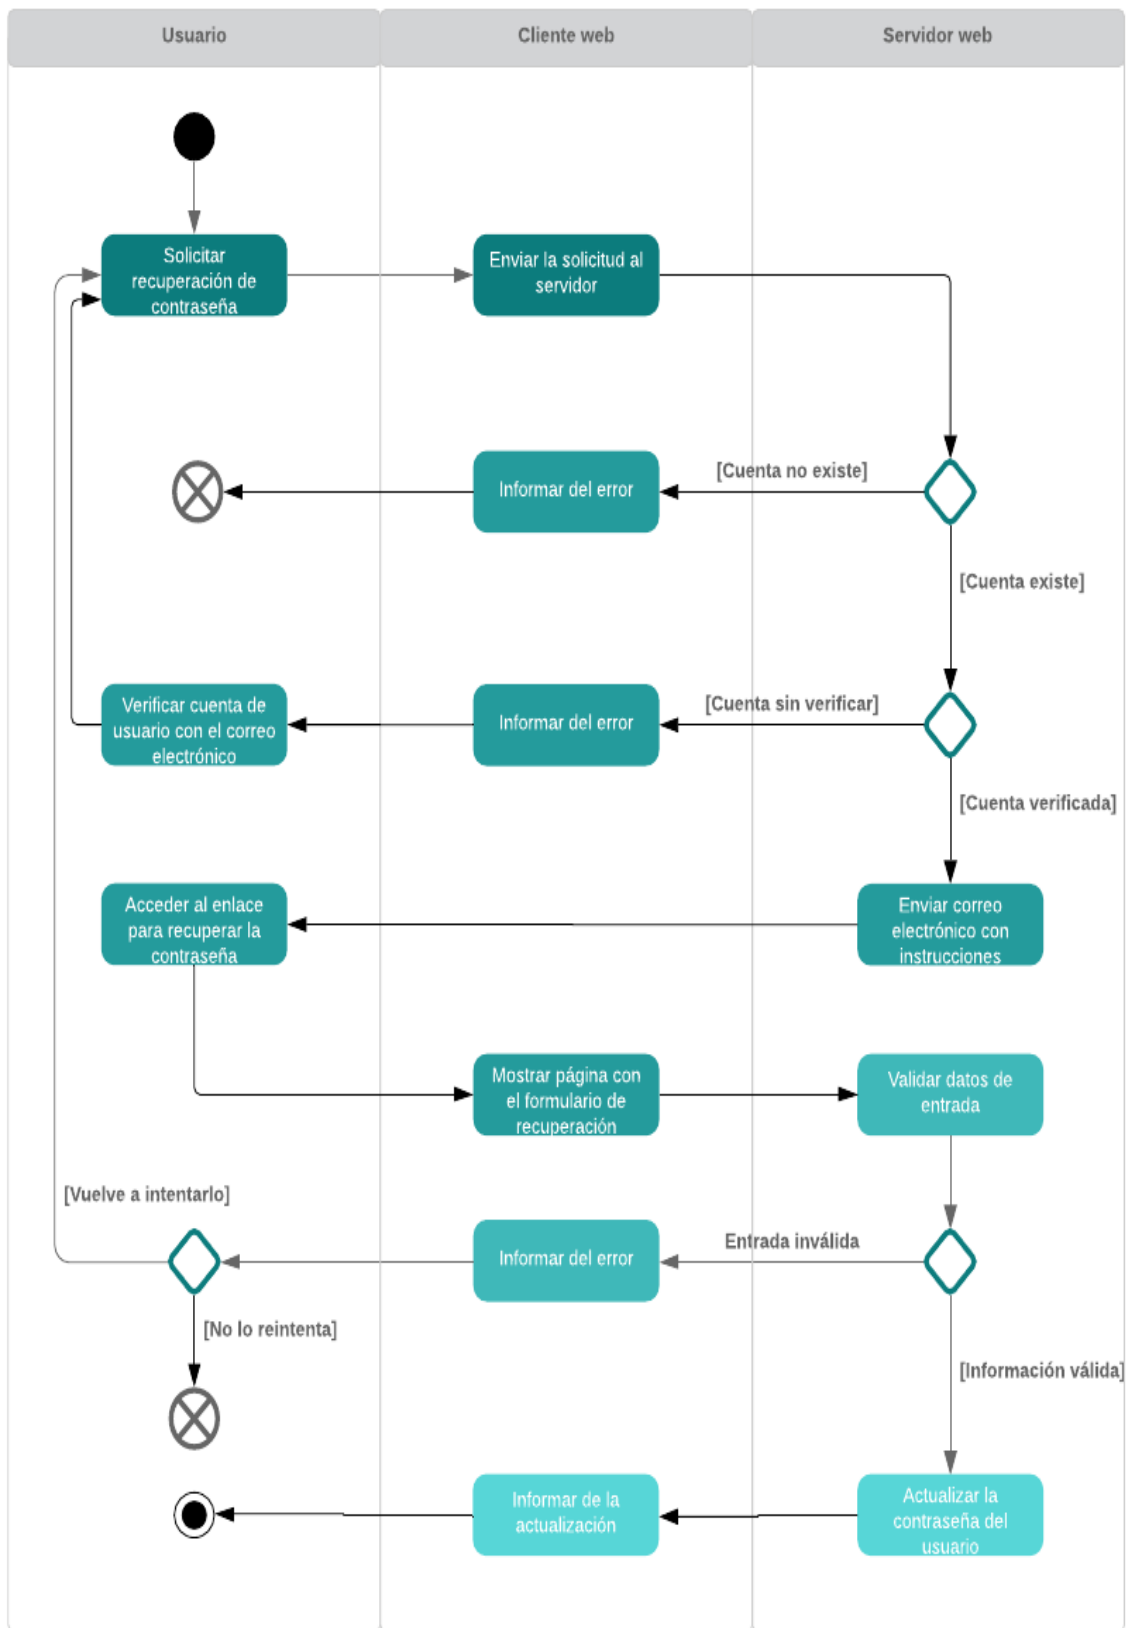 Usuario
Cliente web
Servidor web
Solicitar
recuperación de
contraseña
Enviar la solicitud al
servidor
Informar del error
[Cuenta no existe]
[Cuenta existe]
Verificar cuenta de
usuario con el correo
electrónico
Informar del error
[Cuenta sin verificar]
[Cuenta verificada]
Acceder al enlace
para recuperar la
contraseña
Enviar correo
electrónico con
instrucciones
Mostrar página con
el formulario de
recuperación
Validar datos de
entrada
[Vuelve a intentarlo]
Informar del error
Entrada inválida
[No lo reintenta]
[Información válida]
Informar de la
actualización
Actualizar la
contraseña del
usuario